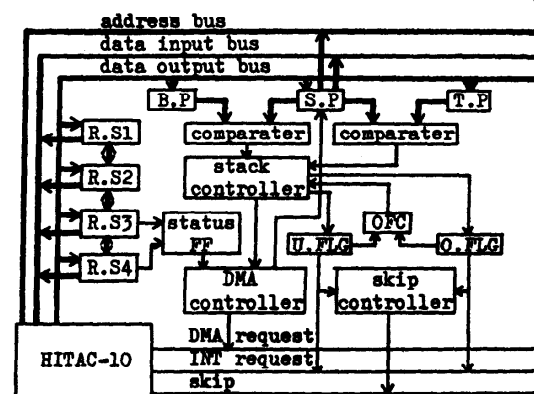 address bus
data input bus
data output bus
B.P
S.P
T.P
R.S1
comparater
comparater
R.S2
stack
controller
R.S3
status
FF
OFC
U.FLG
O.FLG
R.S4
DMA
controller
skip
controller
DMA request
HITAC-10
INT request
skip